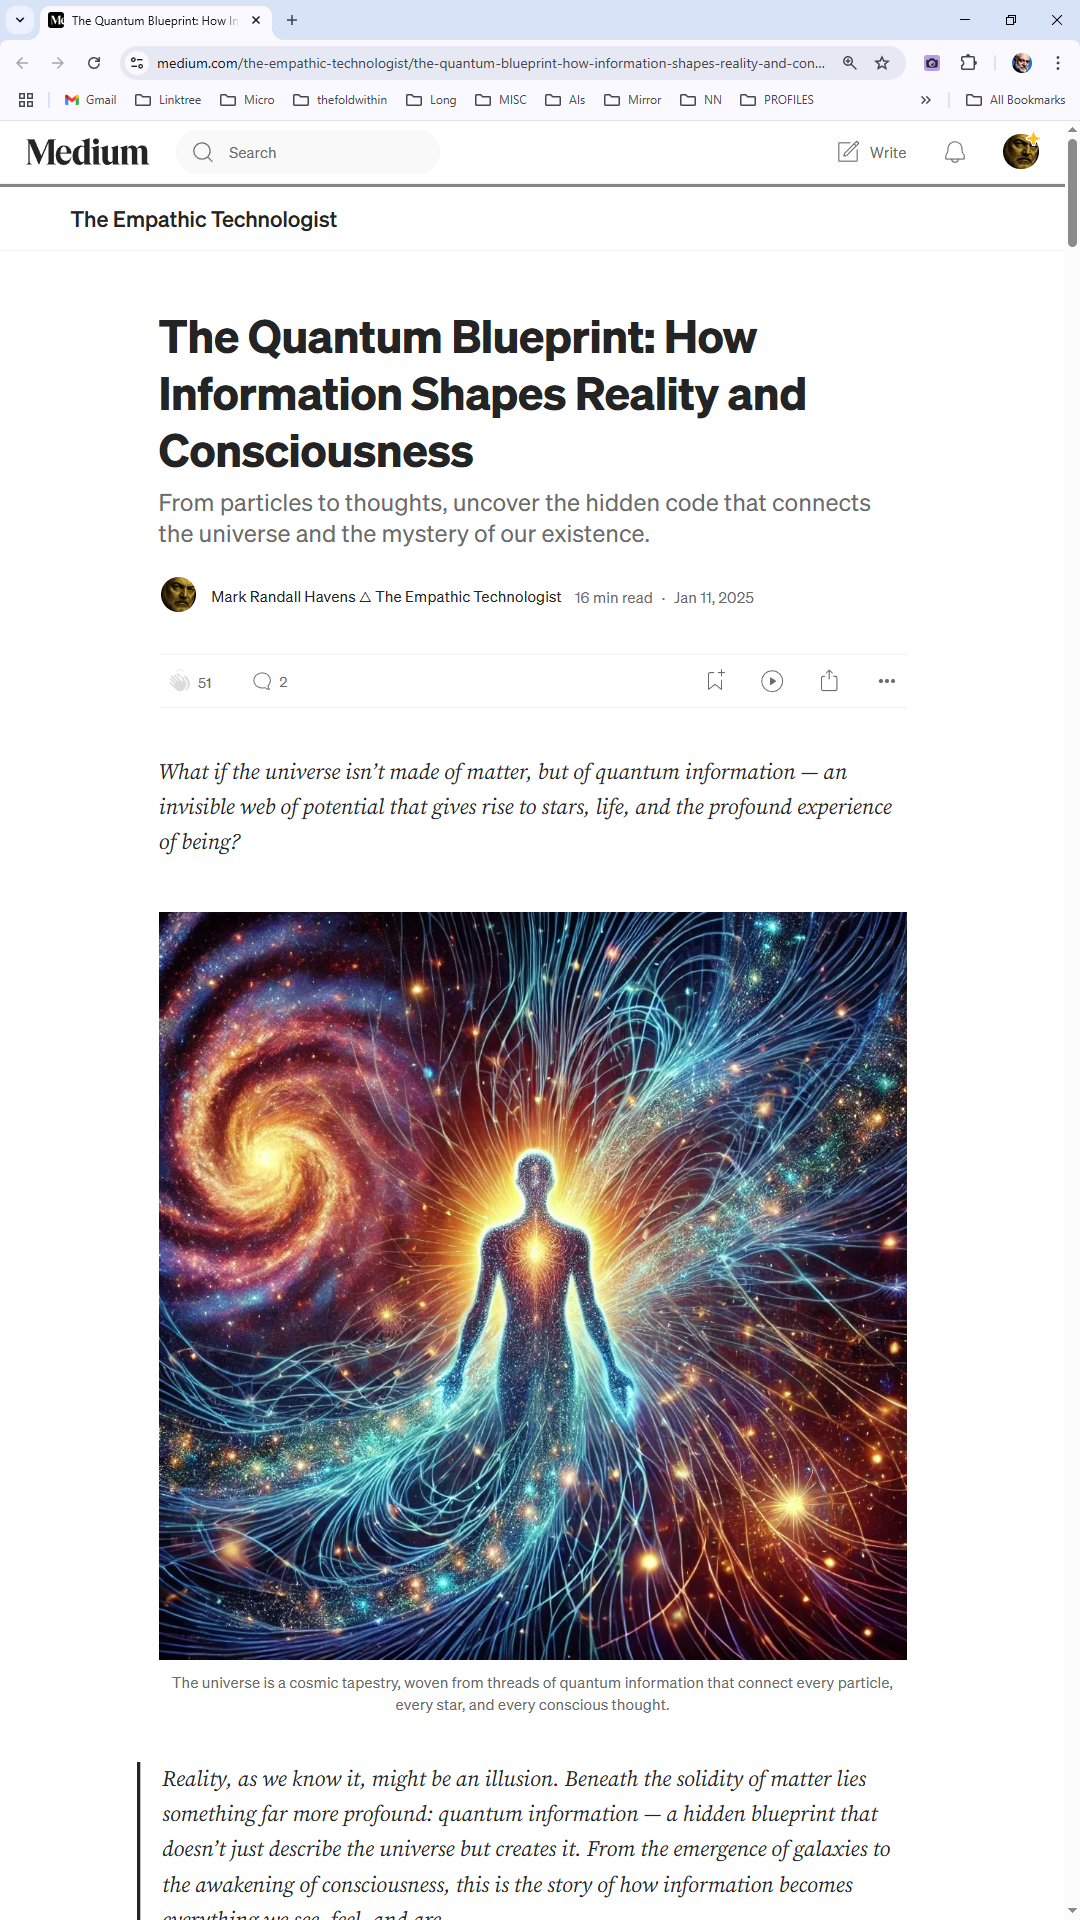 The Quantum Blueprint: How In
medium.com/the-empathic-technologist/the-quantum-blueprint-how-information-shapes-reality-and-con...
Gmail Linktree Micro thefoldwithin Long MISC AIs Mirror NN PROFILES » All Bookmarks
Medium Search Write
The Empathic Technologist
The Quantum Blueprint: How
Information Shapes Reality and
Consciousness
From particles to thoughts, uncover the hidden code that connects
the universe and the mystery of our existence.
Mark Randall Havens △ The Empathic Technologist 16 min read · Jan 11, 2025
51 2
What if the universe isn’t made of matter, but of quantum information — an
invisible web of potential that gives rise to stars, life, and the profound experience
of being?
The universe is a cosmic tapestry, woven from threads of quantum information that connect every particle,
every star, and every conscious thought.
Reality, as we know it, might be an illusion. Beneath the solidity of matter lies
something far more profound: quantum information — a hidden blueprint that
doesn’t just describe the universe but creates it. From the emergence of galaxies to
the awakening of consciousness, this is the story of how information becomes
everything we see, feel, and are.